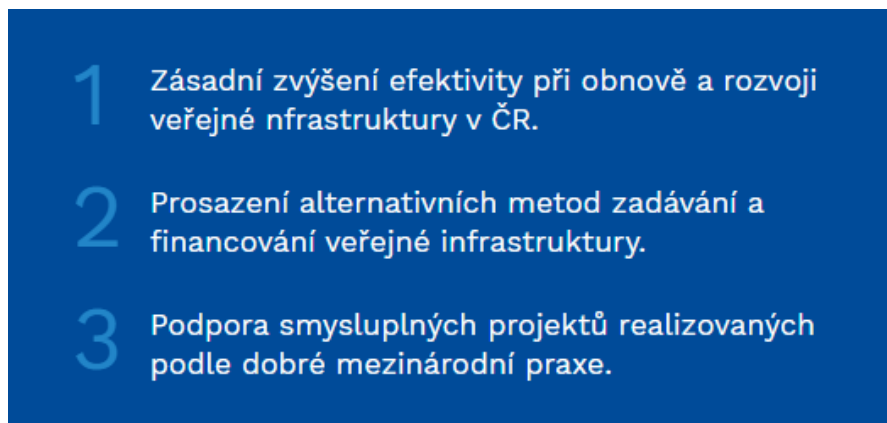 1 Zásadní zvýšení efektivity při obnově a rozvoji
veřejné nfrastruktury v ČR.
2 Prosazení alternativních metod zadávání a
financování veřejné infrastruktury.
3 Podpora smysluplných projektů realizovaných
podle dobré mezinárodní praxe.